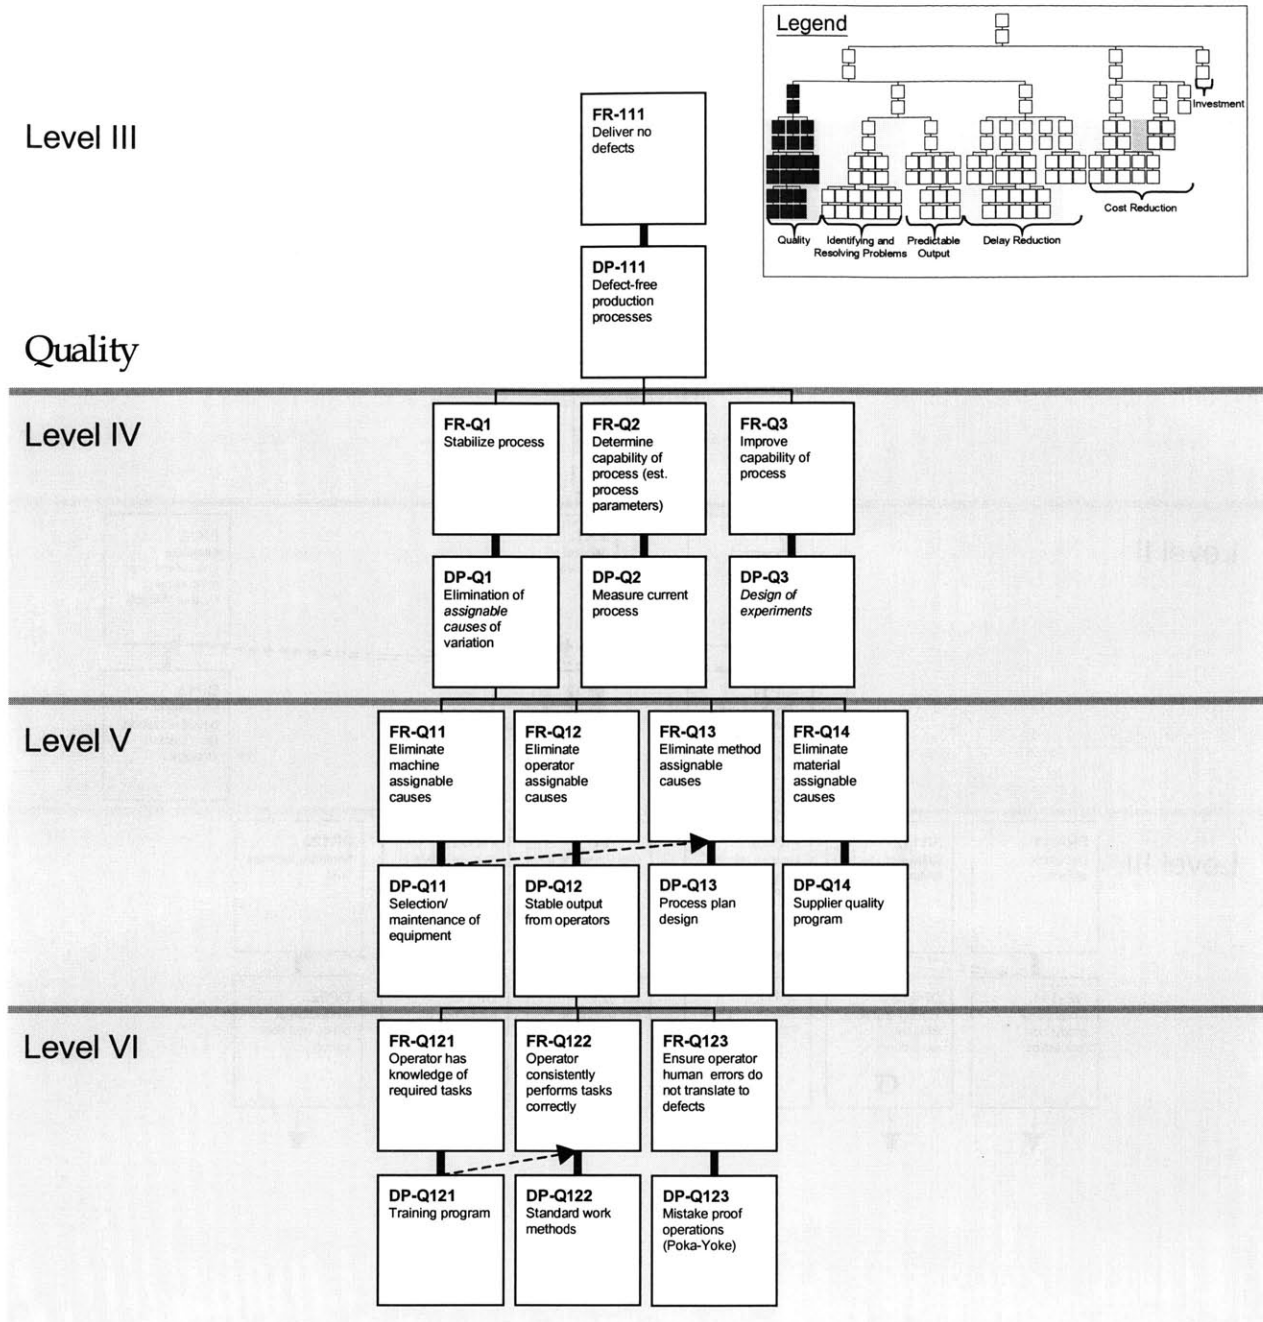 Legend
Investment
Cost Reduction
Quality
Identifying and
Resolving Problems
Predictable
Output
Delay Reduction
Level III
FR-111
Deliver no
defects
DP-111
Defect-free
production
processes
Quality
Level IV
FR-Q1
Stabilize process
FR-Q2
Determine
capability of
process (est.
process
parameters)
FR-Q3
Improve
capability of
process
DP-Q1
Elimination of
assignable
causes of
variation
DP-Q2
Measure current
process
DP-Q3
Design of
experiments
Level V
FR-Q11
Eliminate
machine
assignable
causes
FR-Q12
Eliminate
operator
assignable
causes
FR-Q13
Eliminate method
assignable
causes
FR-Q14
Eliminate
material
assignable
causes
DP-Q11
Selection/
maintenance of
equipment
DP-Q12
Stable output
from operators
DP-Q13
Process plan
design
DP-Q14
Supplier quality
program
Level VI
FR-Q121
Operator has
knowledge of
required tasks
FR-Q122
Operator
consistently
performs tasks
correctly
FR-Q123
Ensure operator
human errors do
not translate to
defects
DP-Q121
Training program
DP-Q122
Standard work
methods
DP-Q123
Mistake proof
operations
(Poka-Yoke)